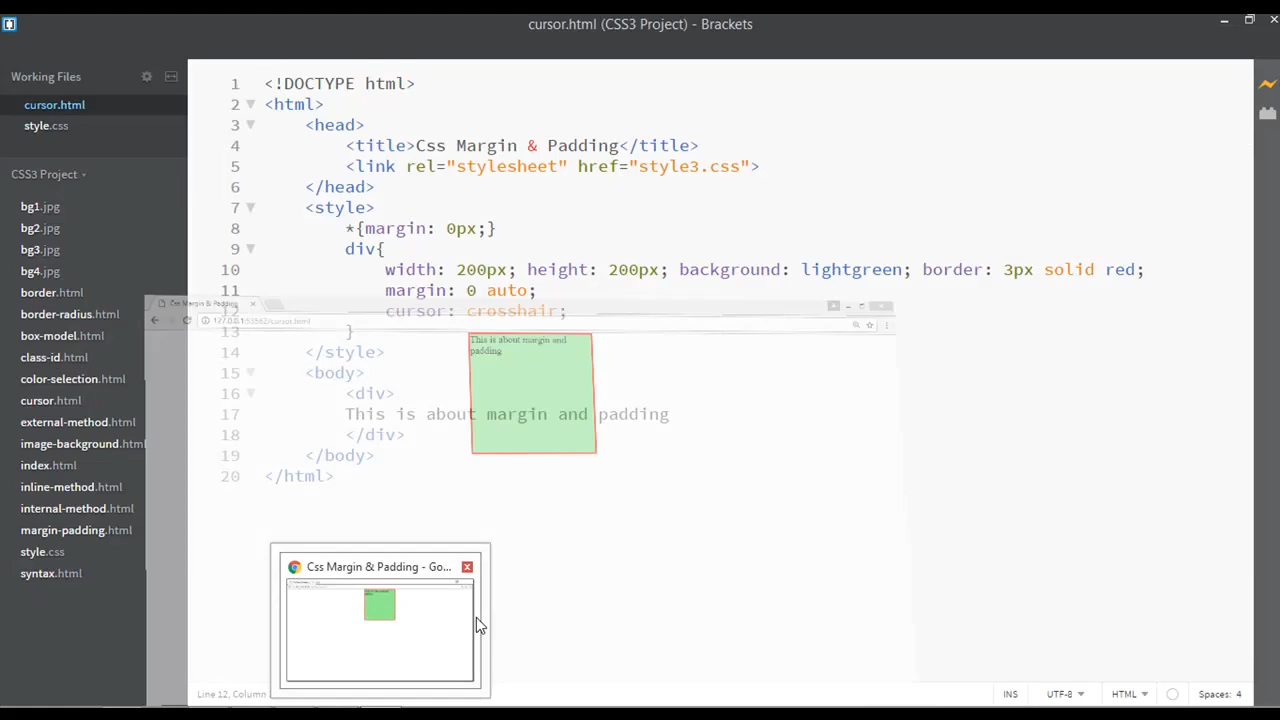 cursor.html (CSS3 Project) - Brackets
Working Files
cursor.html
style.css
CSS3 Project
bg1.jpg
bg2.jpg
bg3.jpg
bg4.jpg
border.html
border-radius.html
box-model.html
class-id.html
color-selection.html
cursor.html
external-method.html
image-background.html
index.html
inline-method.html
internal-method.html
margin-padding.html
style.css
syntax.html
1 <!DOCTYPE html>
2 <html>
3 <head>
4 <title>Css Margin & Padding</title>
5 <link rel="stylesheet" href="style3.css">
6 </head>
7 <style>
8 *{margin: 0px;}
9 div{
10 width: 200px; height: 200px; background: lightgreen; border: 3px solid red;
11 margin: 0 auto;
12 cursor: crosshair;
13 }
14 </style>
15 <body>
16 <div>
17 This is about margin and padding
18 </div>
19 </body>
20 </html>
Css Margin & Padding
127.0.0.1:53562/cursor.html
This is about margin and
padding
Css Margin & Padding - Go...
Line 12, Column
INS
UTF-8
HTML
Spaces: 4